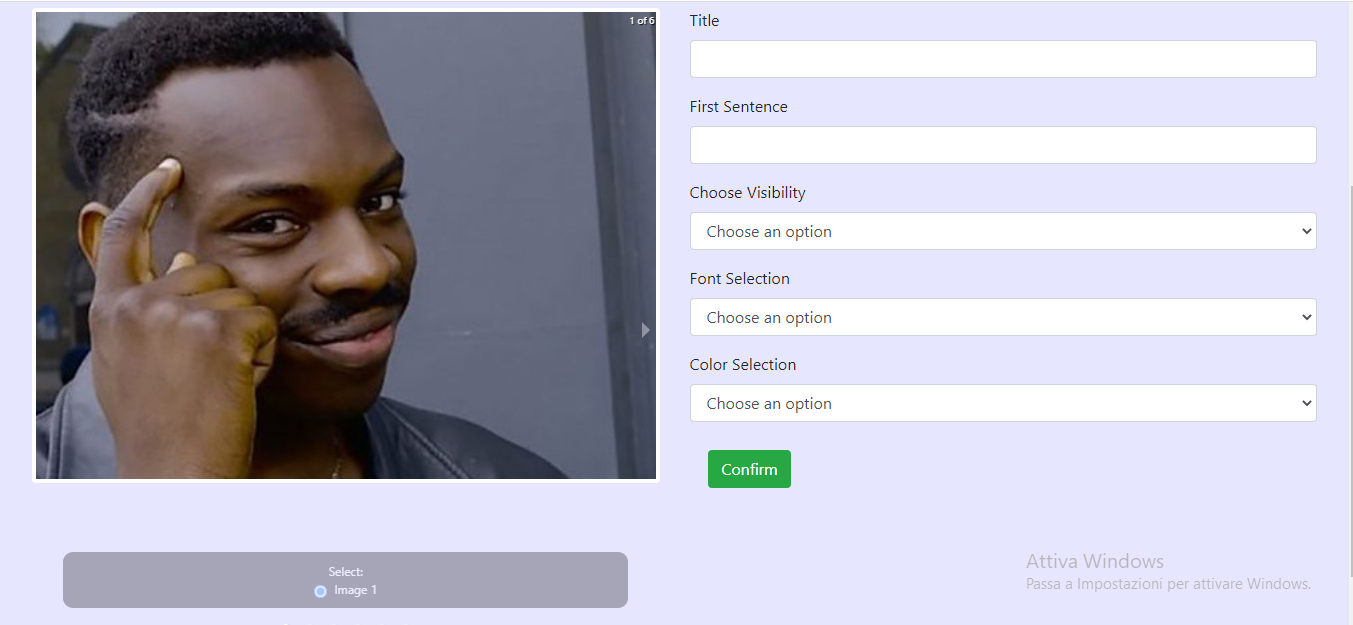 1 of 6
Title
First Sentence
Choose Visibility
Choose an option
Font Selection
Choose an option
Color Selection
Choose an option
Confirm
Select:
Image 1
Attiva Windows
Passa a Impostazioni per attivare Windows.